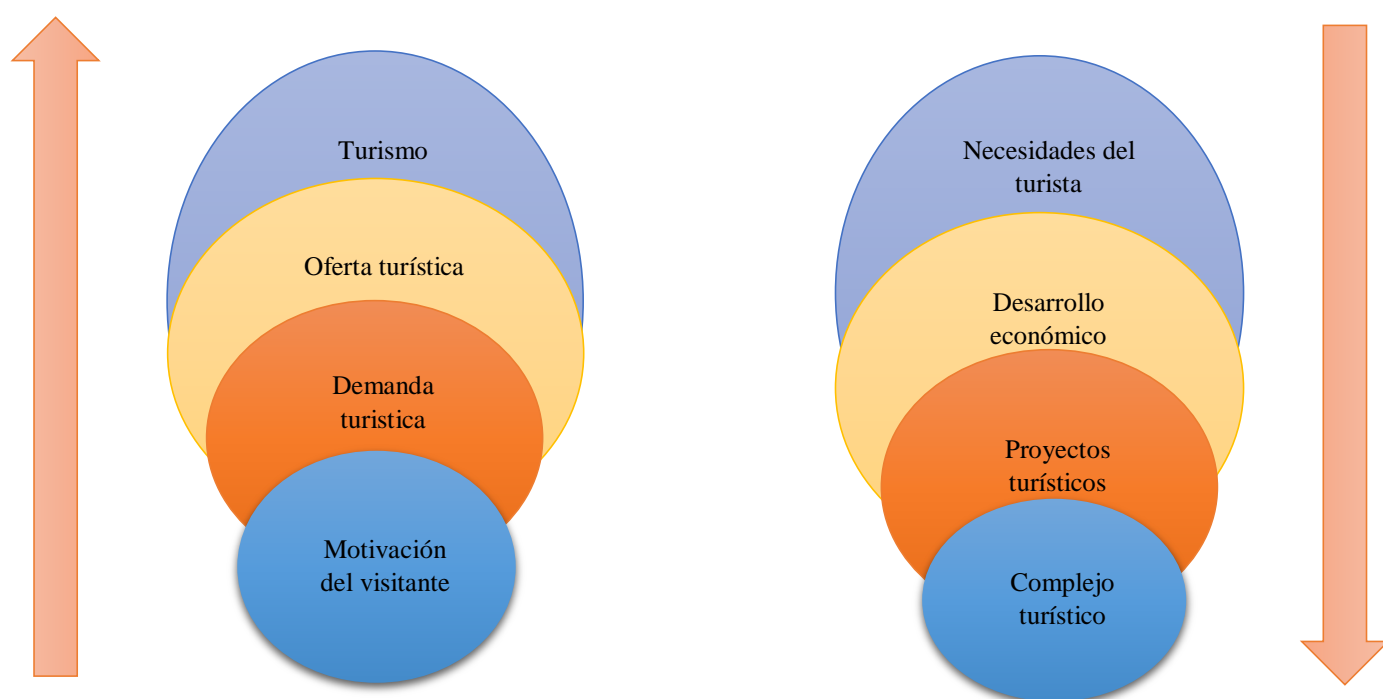 Turismo
Oferta turística
Demanda
turistica
Motivación
del visitante
Necesidades del
turista
Desarrollo
económico
Proyectos
turísticos
Complejo
turístico